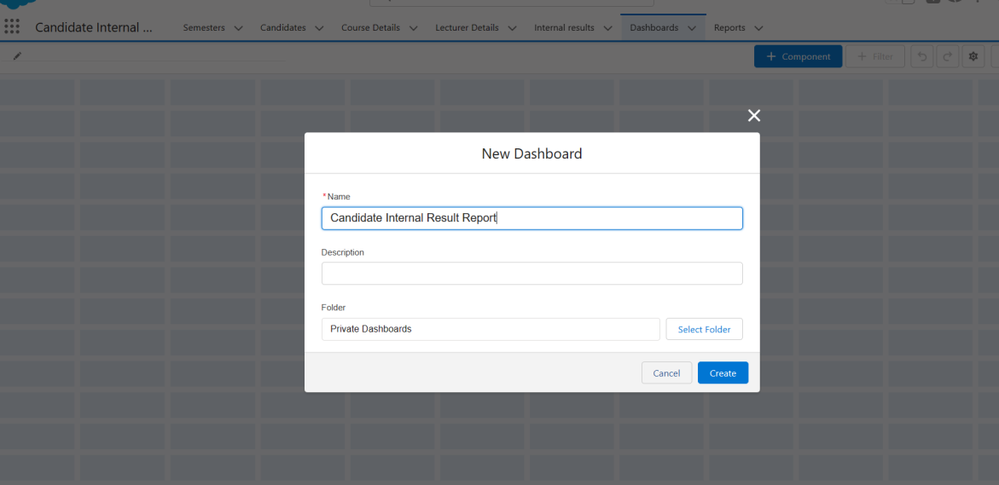 Candidate Internal ...
Semesters
Candidates
Course Details
Lecturer Details
Internal results
Dashboards
Reports
+ Component
+ Filter
New Dashboard
* Name
Candidate Internal Result Report
Description
Folder
Private Dashboards
Select Folder
Cancel
Create